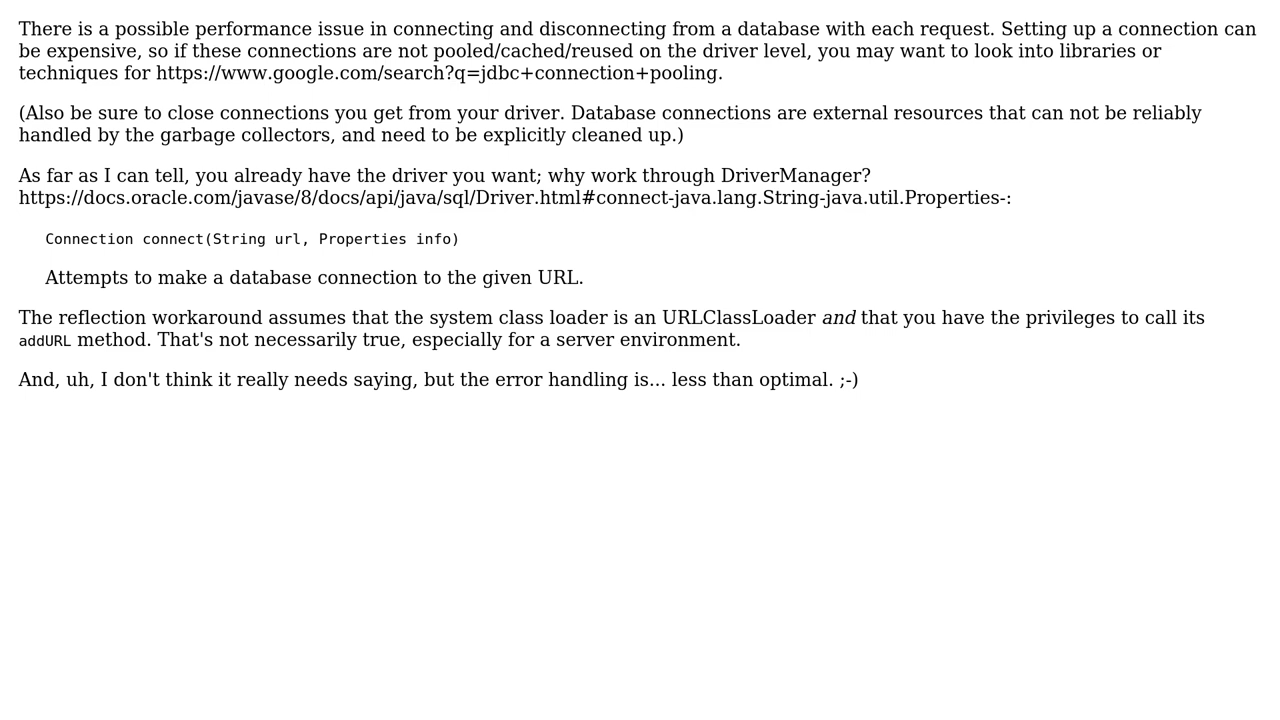 There is a possible performance issue in connecting and disconnecting from a database with each request. Setting up a connection can
be expensive, so if these connections are not pooled/cached/reused on the driver level, you may want to look into libraries or
techniques for https://www.google.com/search?q=jdbc+connection+pooling.
(Also be sure to close connections you get from your driver. Database connections are external resources that can not be reliably
handled by the garbage collectors, and need to be explicitly cleaned up.)
As far as I can tell, you already have the driver you want; why work through DriverManager?
https://docs.oracle.com/javase/8/docs/api/java/sql/Driver.html#connect-java.lang.String-java.util.Properties-:
Connection connect(String url, Properties info)
Attempts to make a database connection to the given URL.
The reflection workaround assumes that the system class loader is an URLClassLoader and that you have the privileges to call its
addURL method. That's not necessarily true, especially for a server environment.
And, uh, I don't think it really needs saying, but the error handling is... less than optimal. ;-)